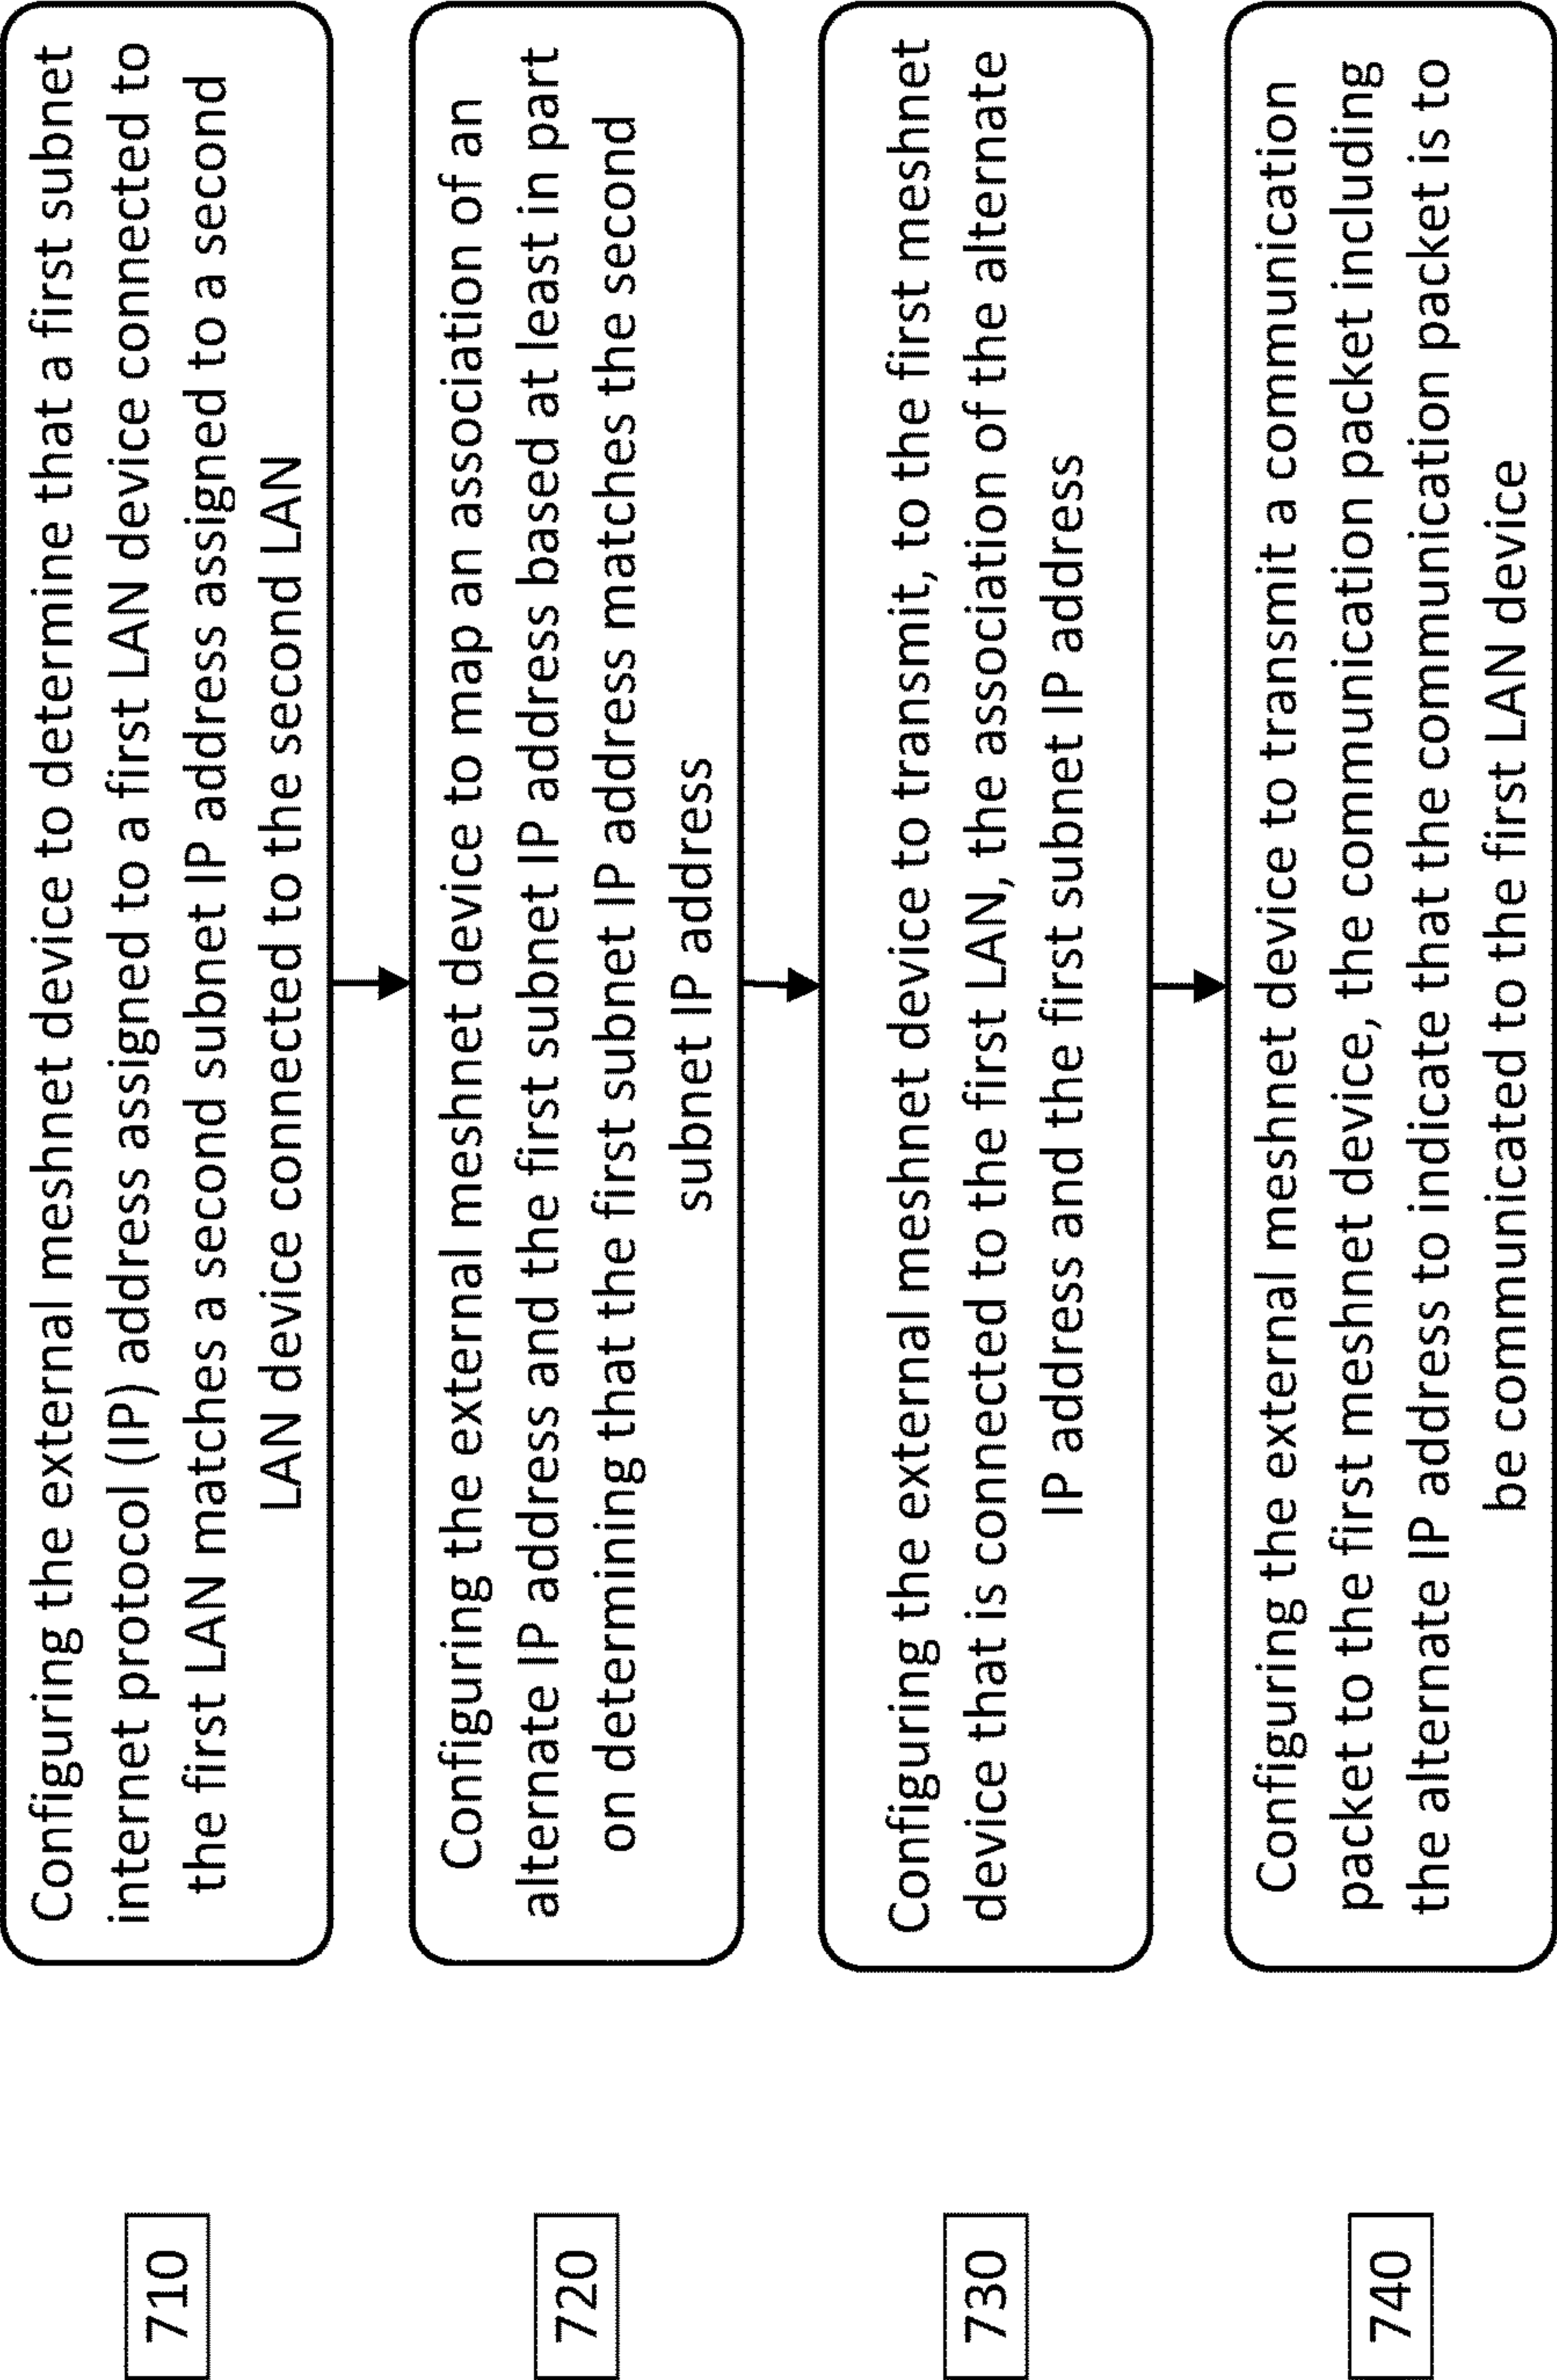 710
Configuring the external meshnet device to determine that a first subnet
internet protocol (IP) address assigned to a first LAN device connected to
the first LAN matches a second subnet IP address assigned to a second
LAN device connected to the second LAN
720
Configuring the external meshnet device to map an association of an
alternate IP address and the first subnet IP address based at least in part
on determining that the first subnet IP address matches the second
subnet IP address
730
Configuring the external meshnet device to transmit, to the first meshnet
device that is connected to the first LAN, the association of the alternate
IP address and the first subnet IP address
740
Configuring the external meshnet device to transmit a communication
packet to the first meshnet device, the communication packet including
the alternate IP address to indicate that the communication packet is to
be communicated to the first LAN device